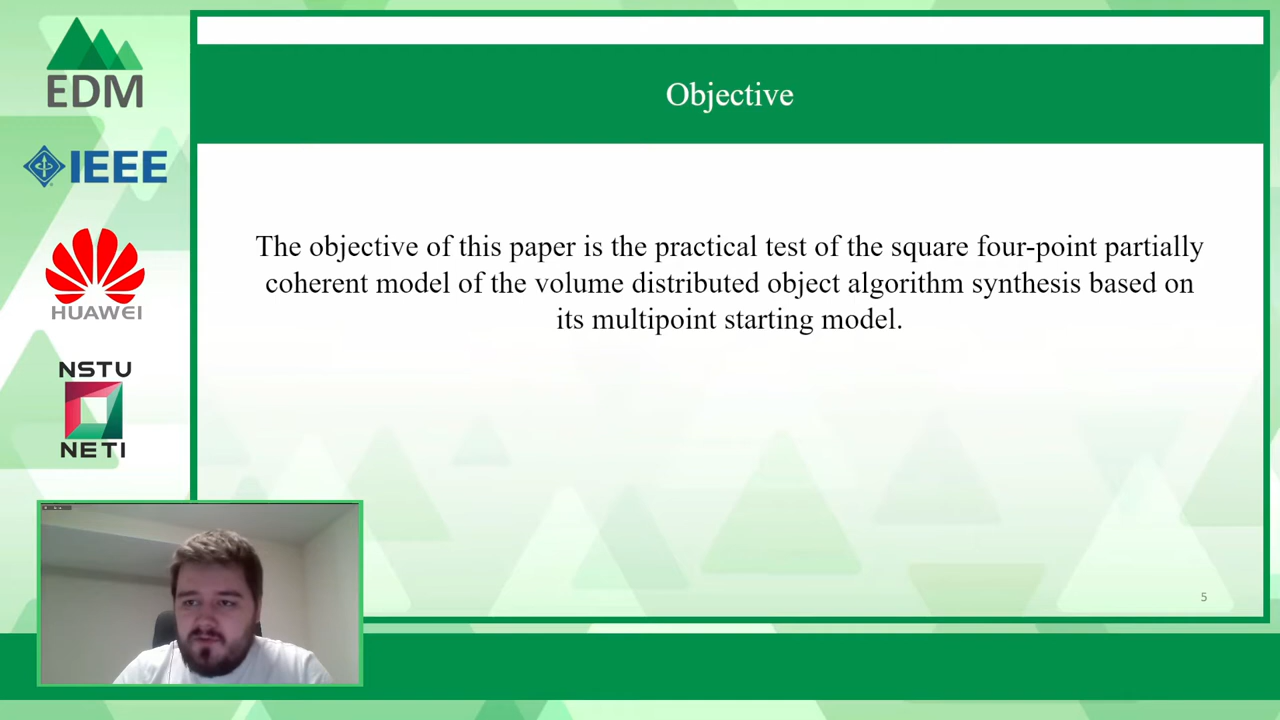 EDM
IEEE
HUAWEI
NSTU
NETI
Objective
The objective of this paper is the practical test of the square four-point partially
coherent model of the volume distributed object algorithm synthesis based on
its multipoint starting model.
5